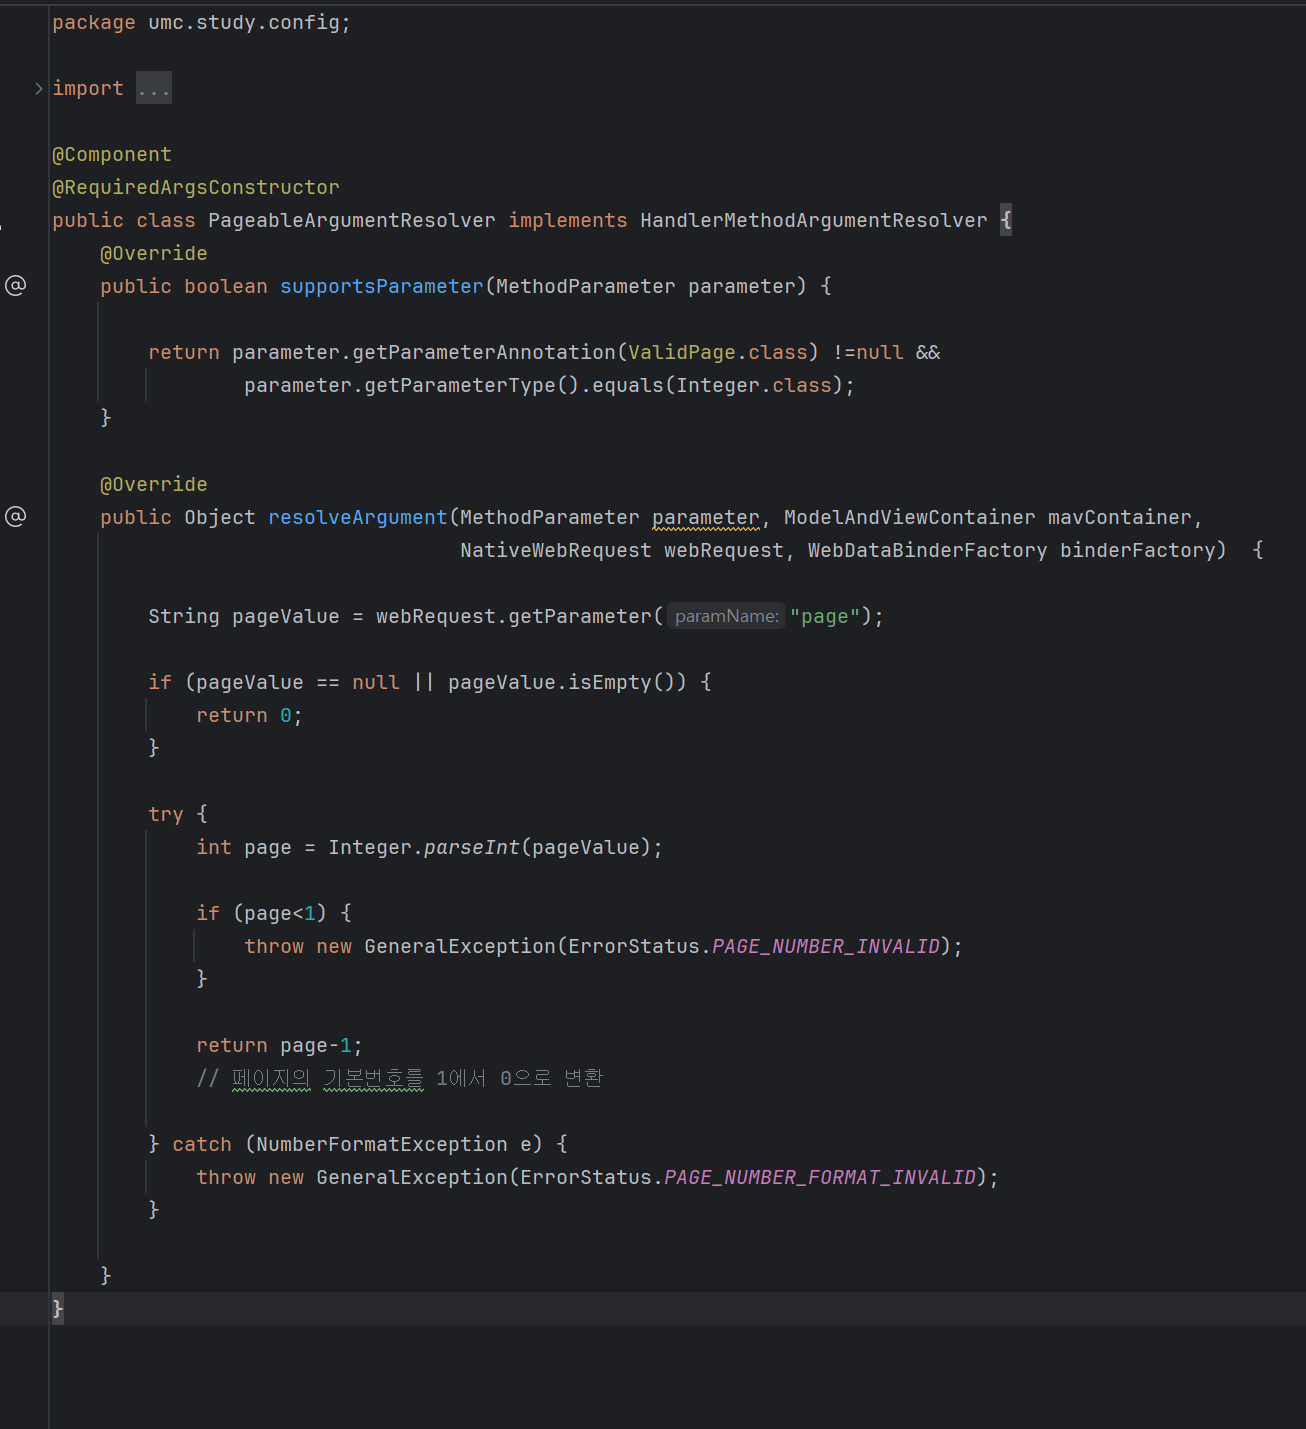 package umc.study.config;
import ...
@Component
@RequiredArgsConstructor
public class PageableArgumentResolver implements HandlerMethodArgumentResolver {
@Override
public boolean supportsParameter(MethodParameter parameter) {
return parameter.getParameterAnnotation(ValidPage.class) !=null &&
parameter.getParameterType().equals(Integer.class);
}
@Override
public Object resolveArgument(MethodParameter parameter, ModelAndViewContainer mavContainer,
NativeWebRequest webRequest, WebDataBinderFactory binderFactory)  {
String pageValue = webRequest.getParameter( paramName: "page");
if (pageValue == null || pageValue.isEmpty()) {
return 0;
}
try {
int page = Integer.parseInt(pageValue);
if (page<1) {
throw new GeneralException(ErrorStatus.PAGE_NUMBER_INVALID);
}
return page-1;
// 페이지의 기본번호를 1에서 0으로 변환
} catch (NumberFormatException e) {
throw new GeneralException(ErrorStatus.PAGE_NUMBER_FORMAT_INVALID);
}
}
}